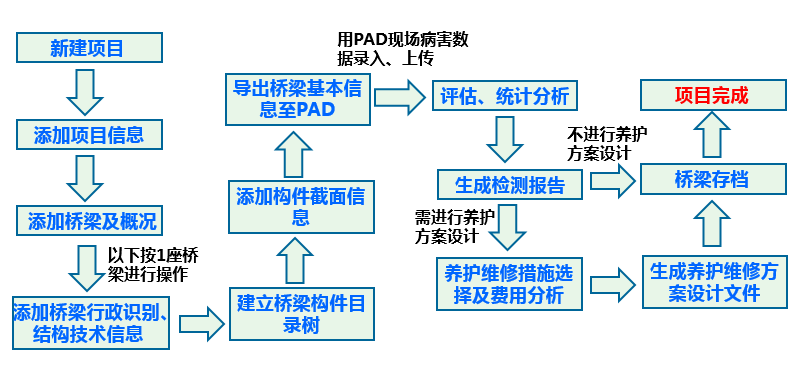 新建项目
添加项目信息
添加桥梁及概况
以下按1座桥
梁进行操作
添加桥梁行政识别、
结构技术信息
建立桥梁构件目
录树
添加构件截面信
息
导出桥梁基本信
息至PAD
用PAD现场病害数
据录入、上传
评估、统计分析
生成检测报告
需进行养护
方案设计
不进行养护
方案设计
养护维修措施选
择及费用分析
生成养护维修方
案设计文件
桥梁存档
项目完成